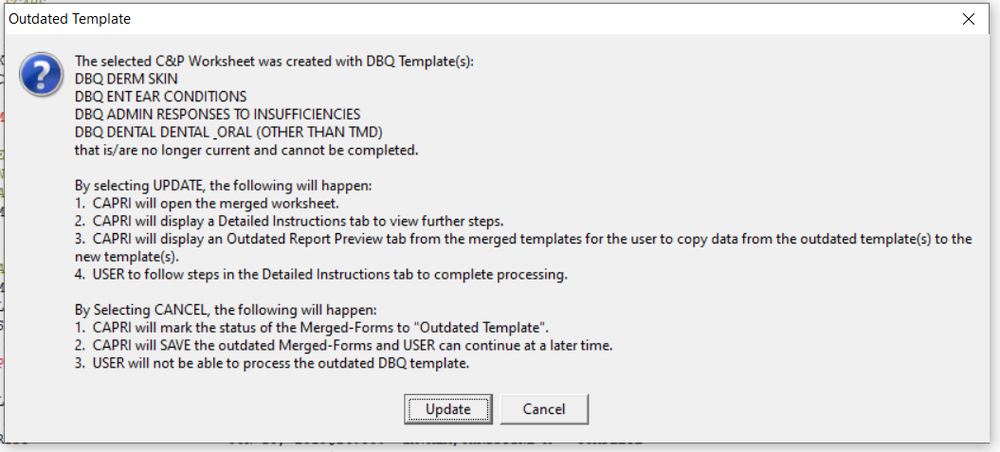 Outdated Template
The selected C&P Worksheet was created with DBQ Template(s):
DBQ DERM SKIN
DBQ ENT EAR CONDITIONS
DBQ ADMIN RESPONSES TO INSUFFICIENCIES
DBQ DENTAL DENTAL_ORAL (OTHER THAN TMD)
that is/are no longer current and cannot be completed.
By selecting UPDATE, the following will happen:
1. CAPRI will open the merged worksheet.
2. CAPRI will display a Detailed Instructions tab to view further steps.
3. CAPRI will display an Outdated Report Preview tab from the merged templates for the user to copy data from the outdated template(s) to the
new template(s).
4. USER to follow steps in the Detailed Instructions tab to complete processing.
By Selecting CANCEL, the following will happen:
1. CAPRI will mark the status of the Merged-Forms to "Outdated Template".
2. CAPRI will SAVE the outdated Merged-Forms and USER can continue at a later time.
3. USER will not be able to process the outdated DBQ template.
Update
Cancel